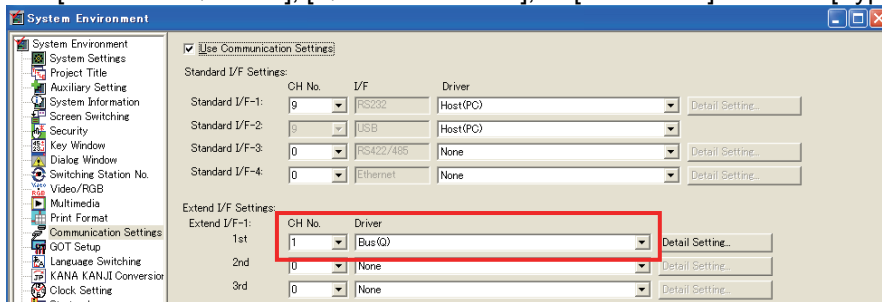 System Environment
System Environment
System Settings
Project Title
Auxiliary Setting
System Information
Screen Switching
Security
Key Window
Dialog Window
Switching Station No.
Video/RGB
Multimedia
Print Format
Communication Settings
GOT Setup
Language Switching
KANA KANJI Conversion
Clock Setting
Use Communication Settings
Standard I/F Settings:
CH No. I/F Driver
Standard I/F-1: 9 RS232 Host(PC) Detail Setting...
Standard I/F-2: 9 USB Host(PC)
Standard I/F-3: 0 RS422/485 None Detail Setting...
Standard I/F-4: 0 Ethernet None Detail Setting...
Extend I/F Settings:
Extend I/F-1: CH No. Driver
1st 1 Bus(Q) Detail Setting...
2nd 0 None Detail Setting...
3rd 0 None Detail Setting...